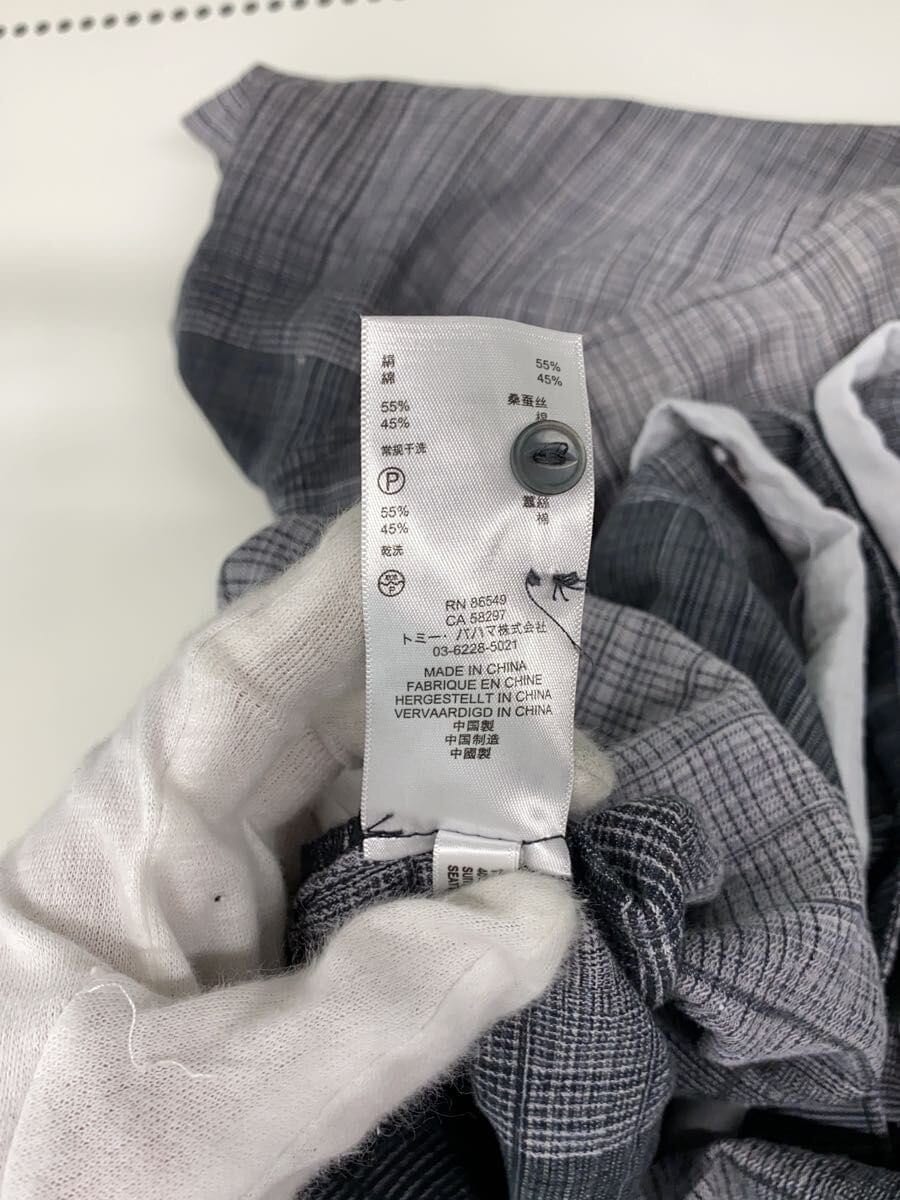 絹
綿
55%
45%
常規干洗
P
55%
45%
乾洗
P
55%
45%
桑蚕丝
棉
蠶絲
棉
RN 86549
CA 58297
トミー・バハマ株式会社
03-6228-5021
MADE IN CHINA
FABRIQUE EN CHINE
HERGESTELLT IN CHINA
VERVAARDIGD IN CHINA
中国製
中国制造
中國製
SEAT